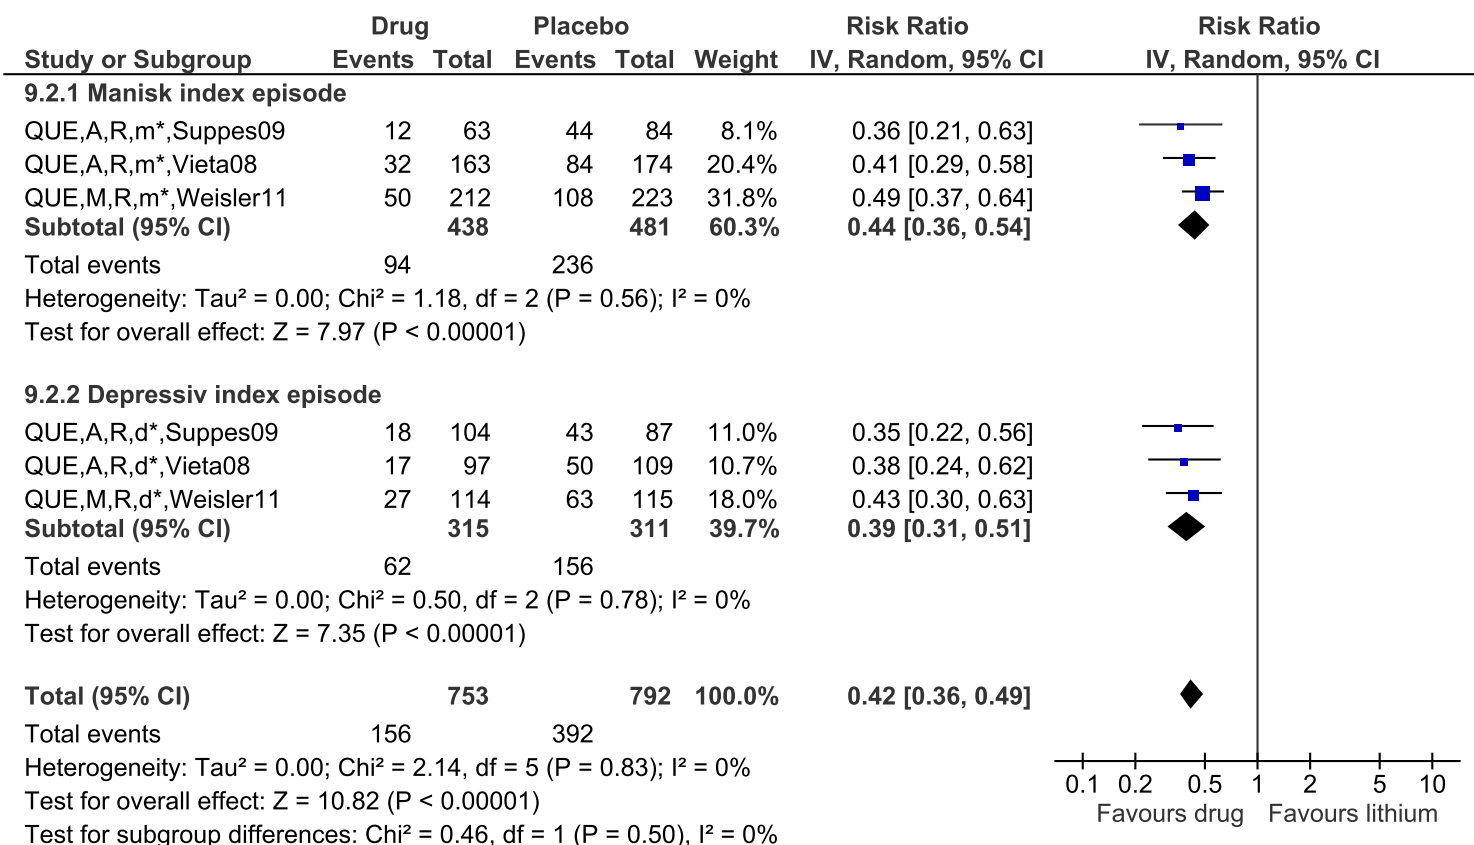 Drug Placebo Risk Ratio Risk Ratio
Study or Subgroup Events Total Events Total Weight IV, Random, 95% CI IV, Random, 95% CI
9.2.1 Manisk index episode
QUE,A,R,m*,Suppes09 12 63 44 84 8.1% 0.36 [0.21, 0.63]
QUE,A,R,m*,Vieta08 32 163 84 174 20.4% 0.41 [0.29, 0.58]
QUE,M,R,m*,Weisler11 50 212 108 223 31.8% 0.49 [0.37, 0.64]
Subtotal (95% CI) 438 481 60.3% 0.44 [0.36, 0.54]
Total events 94 236
Heterogeneity: Tau² = 0.00; Chi² = 1.18, df = 2 (P = 0.56); I² = 0%
Test for overall effect: Z = 7.97 (P < 0.00001)
9.2.2 Depressiv index episode
QUE,A,R,d*,Suppes09 18 104 43 87 11.0% 0.35 [0.22, 0.56]
QUE,A,R,d*,Vieta08 17 97 50 109 10.7% 0.38 [0.24, 0.62]
QUE,M,R,d*,Weisler11 27 114 63 115 18.0% 0.43 [0.30, 0.63]
Subtotal (95% CI) 315 311 39.7% 0.39 [0.31, 0.51]
Total events 62 156
Heterogeneity: Tau² = 0.00; Chi² = 0.50, df = 2 (P = 0.78); I² = 0%
Test for overall effect: Z = 7.35 (P < 0.00001)
Total (95% CI) 753 792 100.0% 0.42 [0.36, 0.49]
Total events 156 392
Heterogeneity: Tau² = 0.00; Chi² = 2.14, df = 5 (P = 0.83); I² = 0%
Test for overall effect: Z = 10.82 (P < 0.00001)
Test for subgroup differences: Chi² = 0.46, df = 1 (P = 0.50), I² = 0%
0.1 0.2 0.5 1 2 5 10
Favours drug Favours lithium